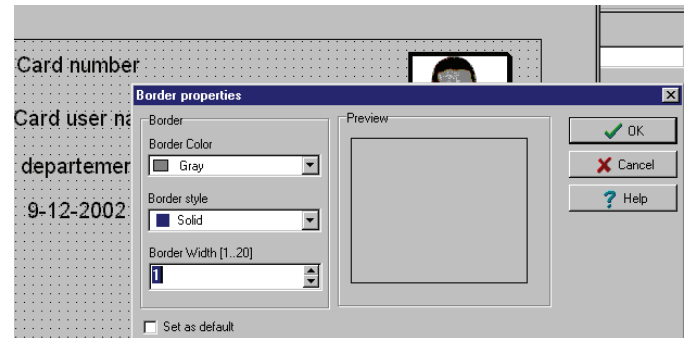 Card number
Card user na
departemen
9-12-2002
Border properties
Border
Border Color
Gray
Border style
Solid
Border Width [1..20]
1
Set as default
Preview
OK
Cancel
Help